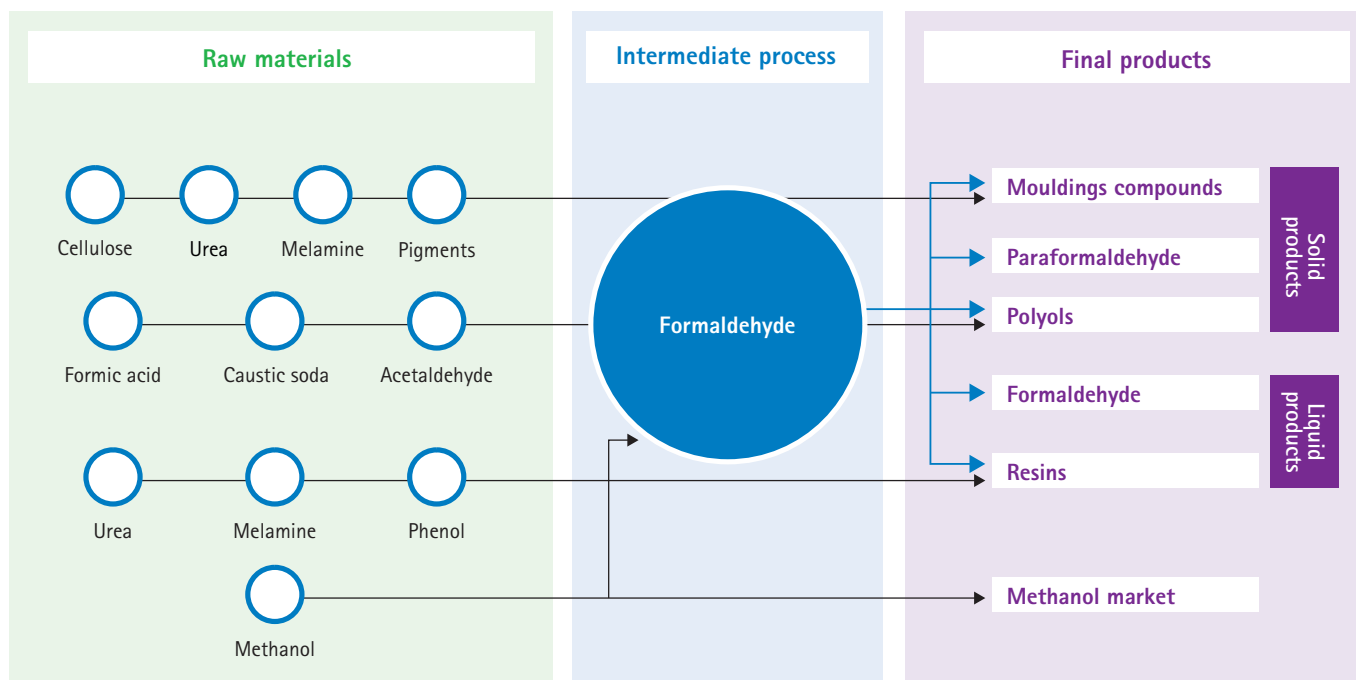 Raw materials
Intermediate process
Final products
Cellulose
Urea
Melamine
Pigments
Formic acid
Caustic soda
Acetaldehyde
Urea
Melamine
Phenol
Methanol
Formaldehyde
Mouldings compounds
Paraformaldehyde
Polyols
Solid
products
Formaldehyde
Resins
Liquid
products
Methanol market